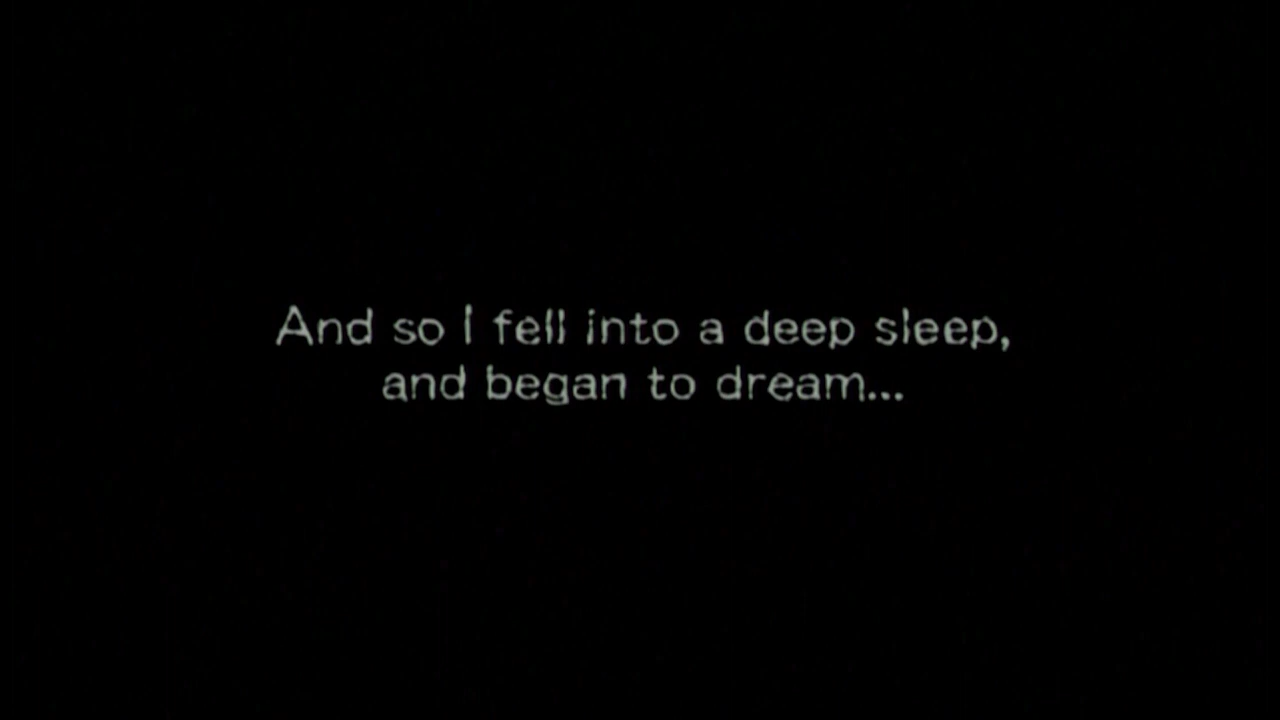 And so I fell into a deep sleep,
and began to dream...